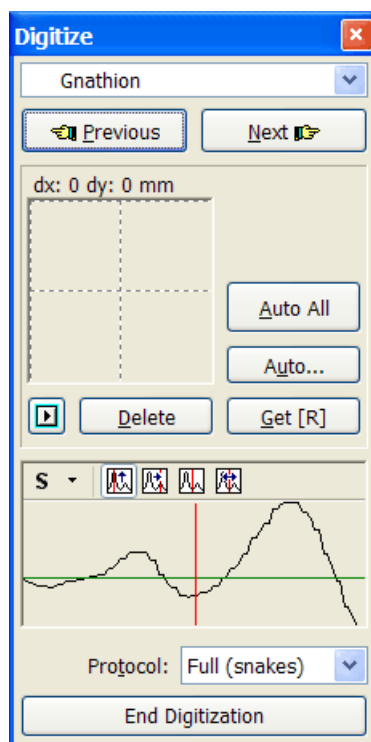 Digitize
Gnathion
Previous Next
dx: 0 dy: 0 mm
Auto All
Auto...
Delete Get [R]
S
Protocol: Full (snakes)
End Digitization